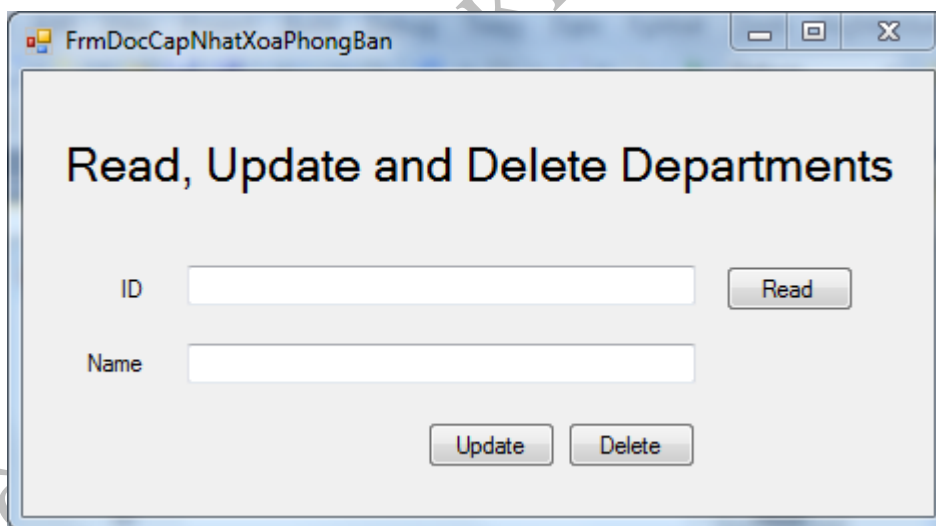 FrmDocCapNhatXoaPhongBan
Read, Update and Delete Departments
ID
Read
Name
Update Delete